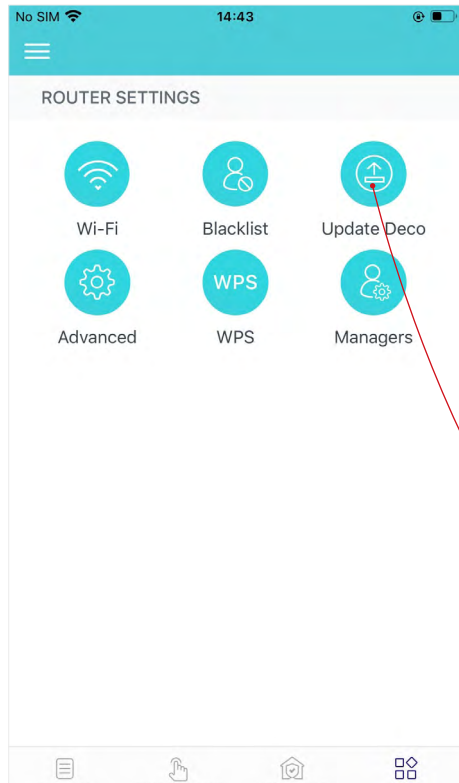 No SIM 14:43
ROUTER SETTINGS
Wi-Fi Blacklist Update Deco
WPS
Advanced WPS Managers